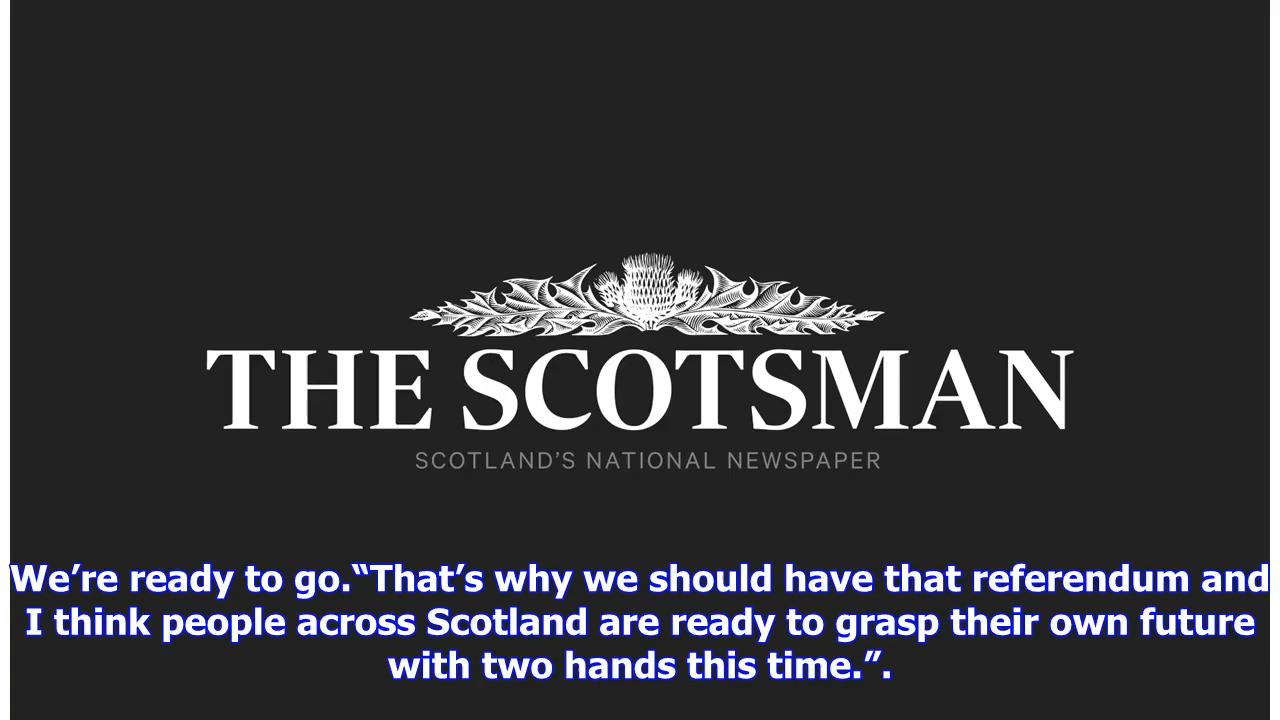 THE SCOTSMAN
SCOTLAND’S NATIONAL NEWSPAPER
We’re ready to go.“That’s why we should have that referendum and
I think people across Scotland are ready to grasp their own future
with two hands this time.”.